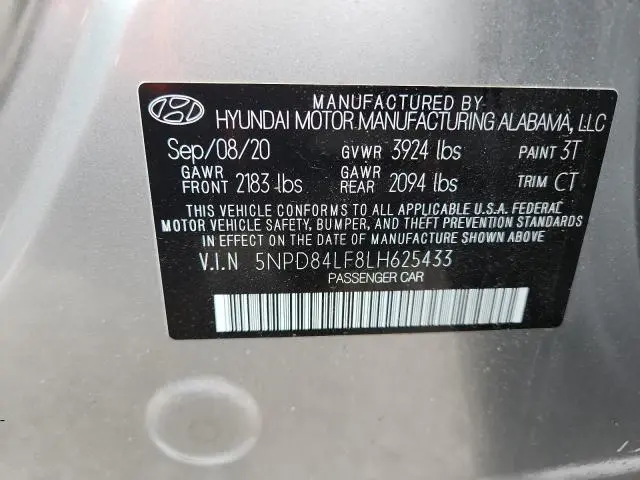 MANUFACTURED BY
HYUNDAI MOTOR MANUFACTURING ALABAMA, LLC
Sep/08/20 GVWR 3924 lbs PAINT 3T
GAWR FRONT 2183 lbs GAWR REAR 2094 lbs TRIM CT
THIS VEHICLE CONFORMS TO ALL APPLICABLE U.S.A. FEDERAL
MOTOR VEHICLE SAFETY, BUMPER, AND THEFT PREVENTION STANDARDS
IN EFFECT ON THE DATE OF MANUFACTURE SHOWN ABOVE
V.I.N 5NPD84LF8LH625433
PASSENGER CAR